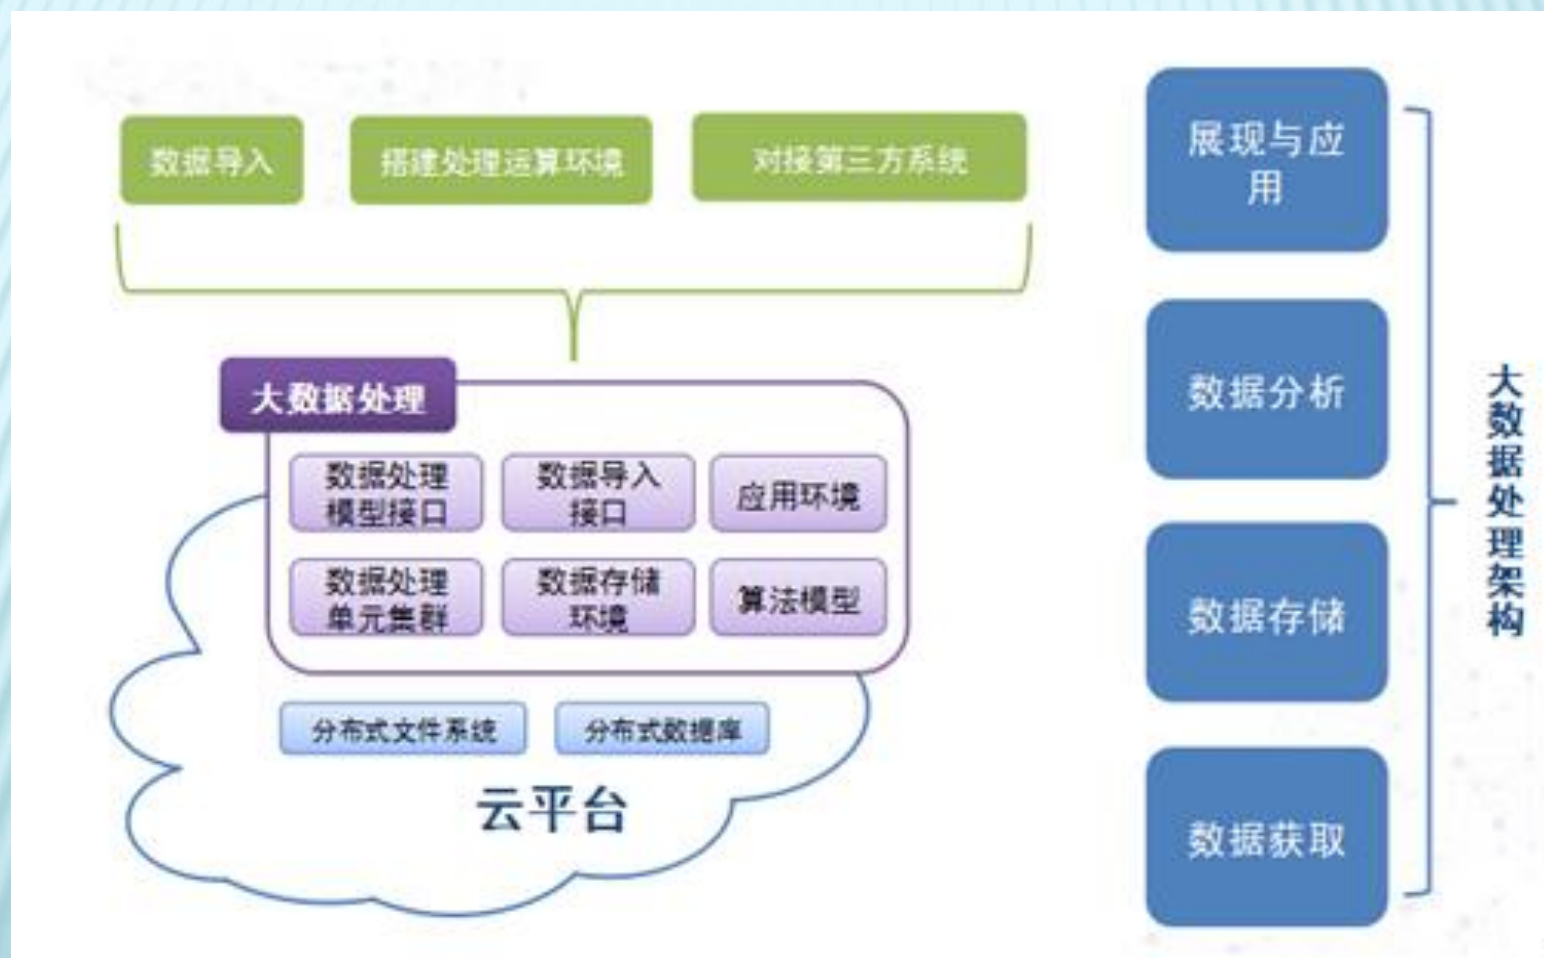 数据导入
搭建处理运算环境
对接第三方系统
大数据处理
数据处理
模型接口
数据导入
接口
应用环境
数据处理
单元集群
数据存储
环境
算法模型
分布式文件系统
分布式数据库
云平台
展现与应
用
数据分析
数据存储
数据获取
大数据处理架构